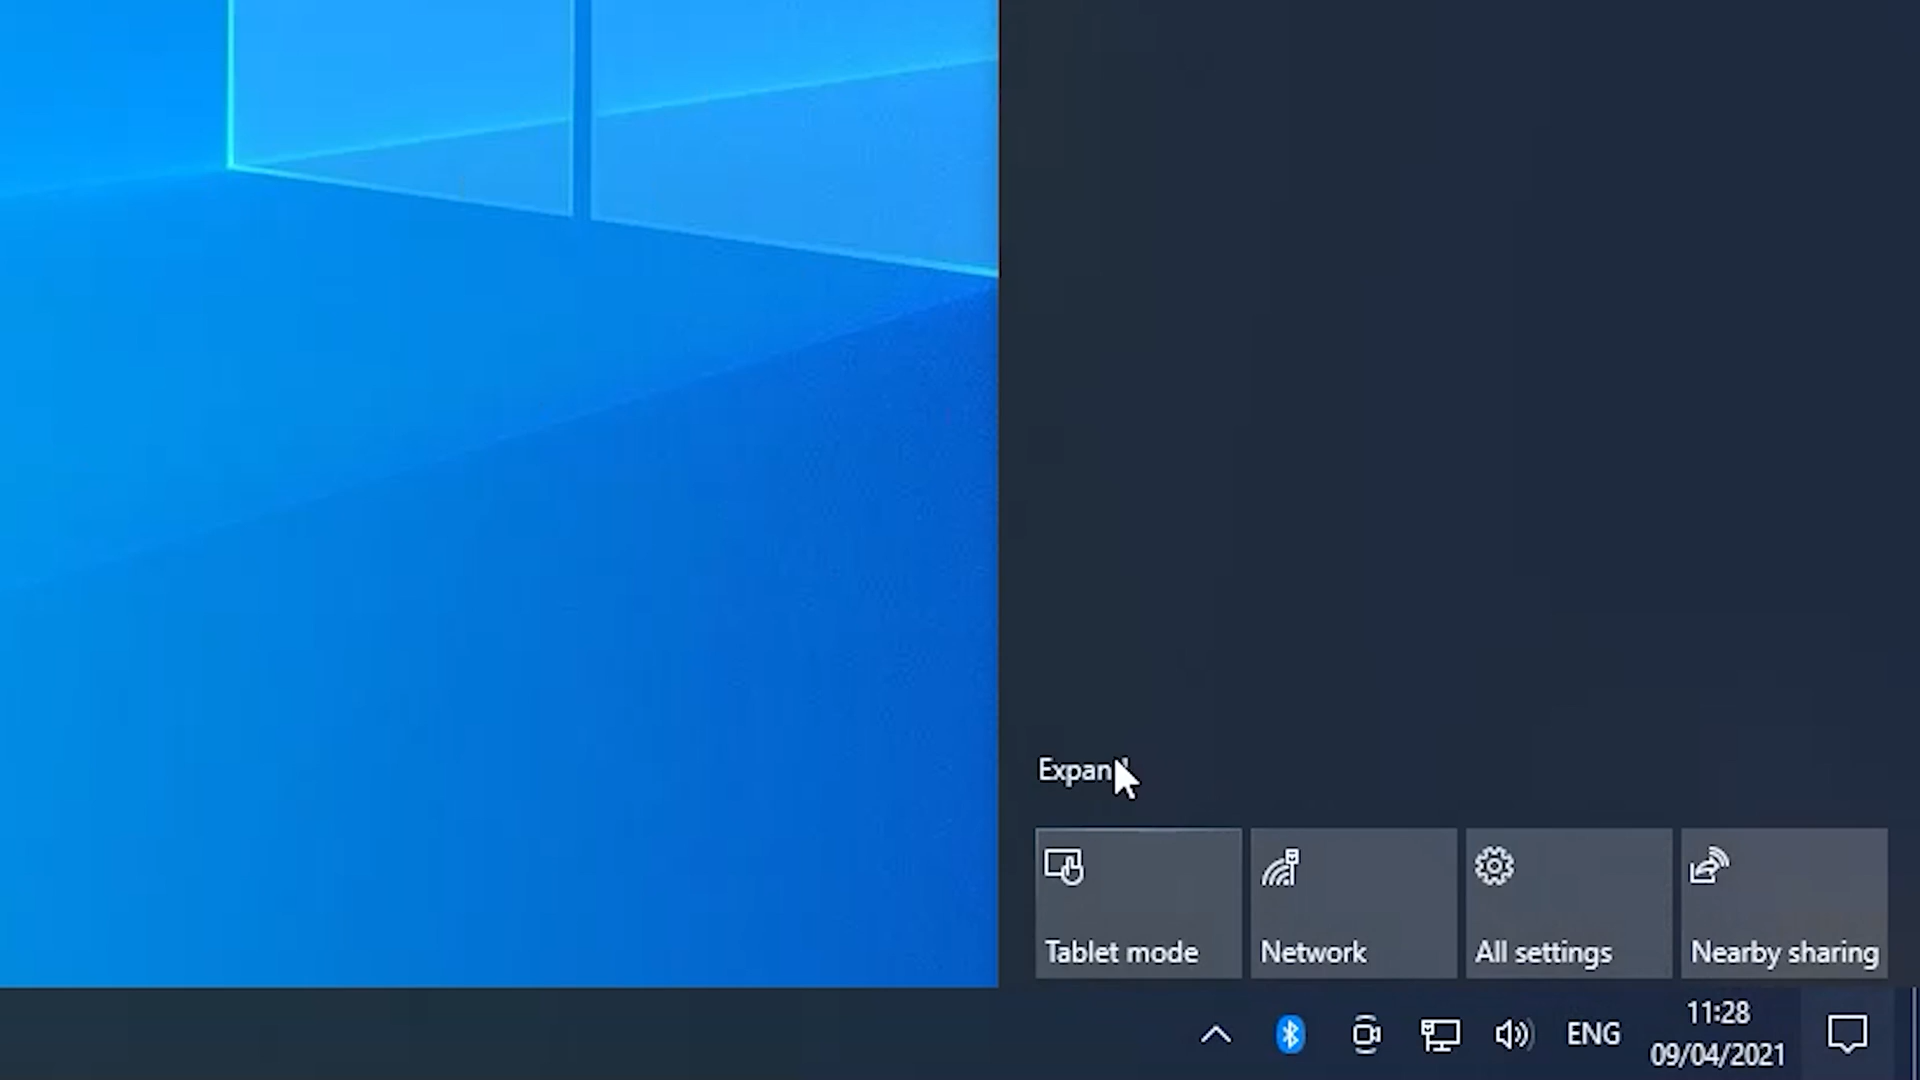 Expand
Tablet mode
Network
All settings
Nearby sharing
ENG
11:28
09/04/2021